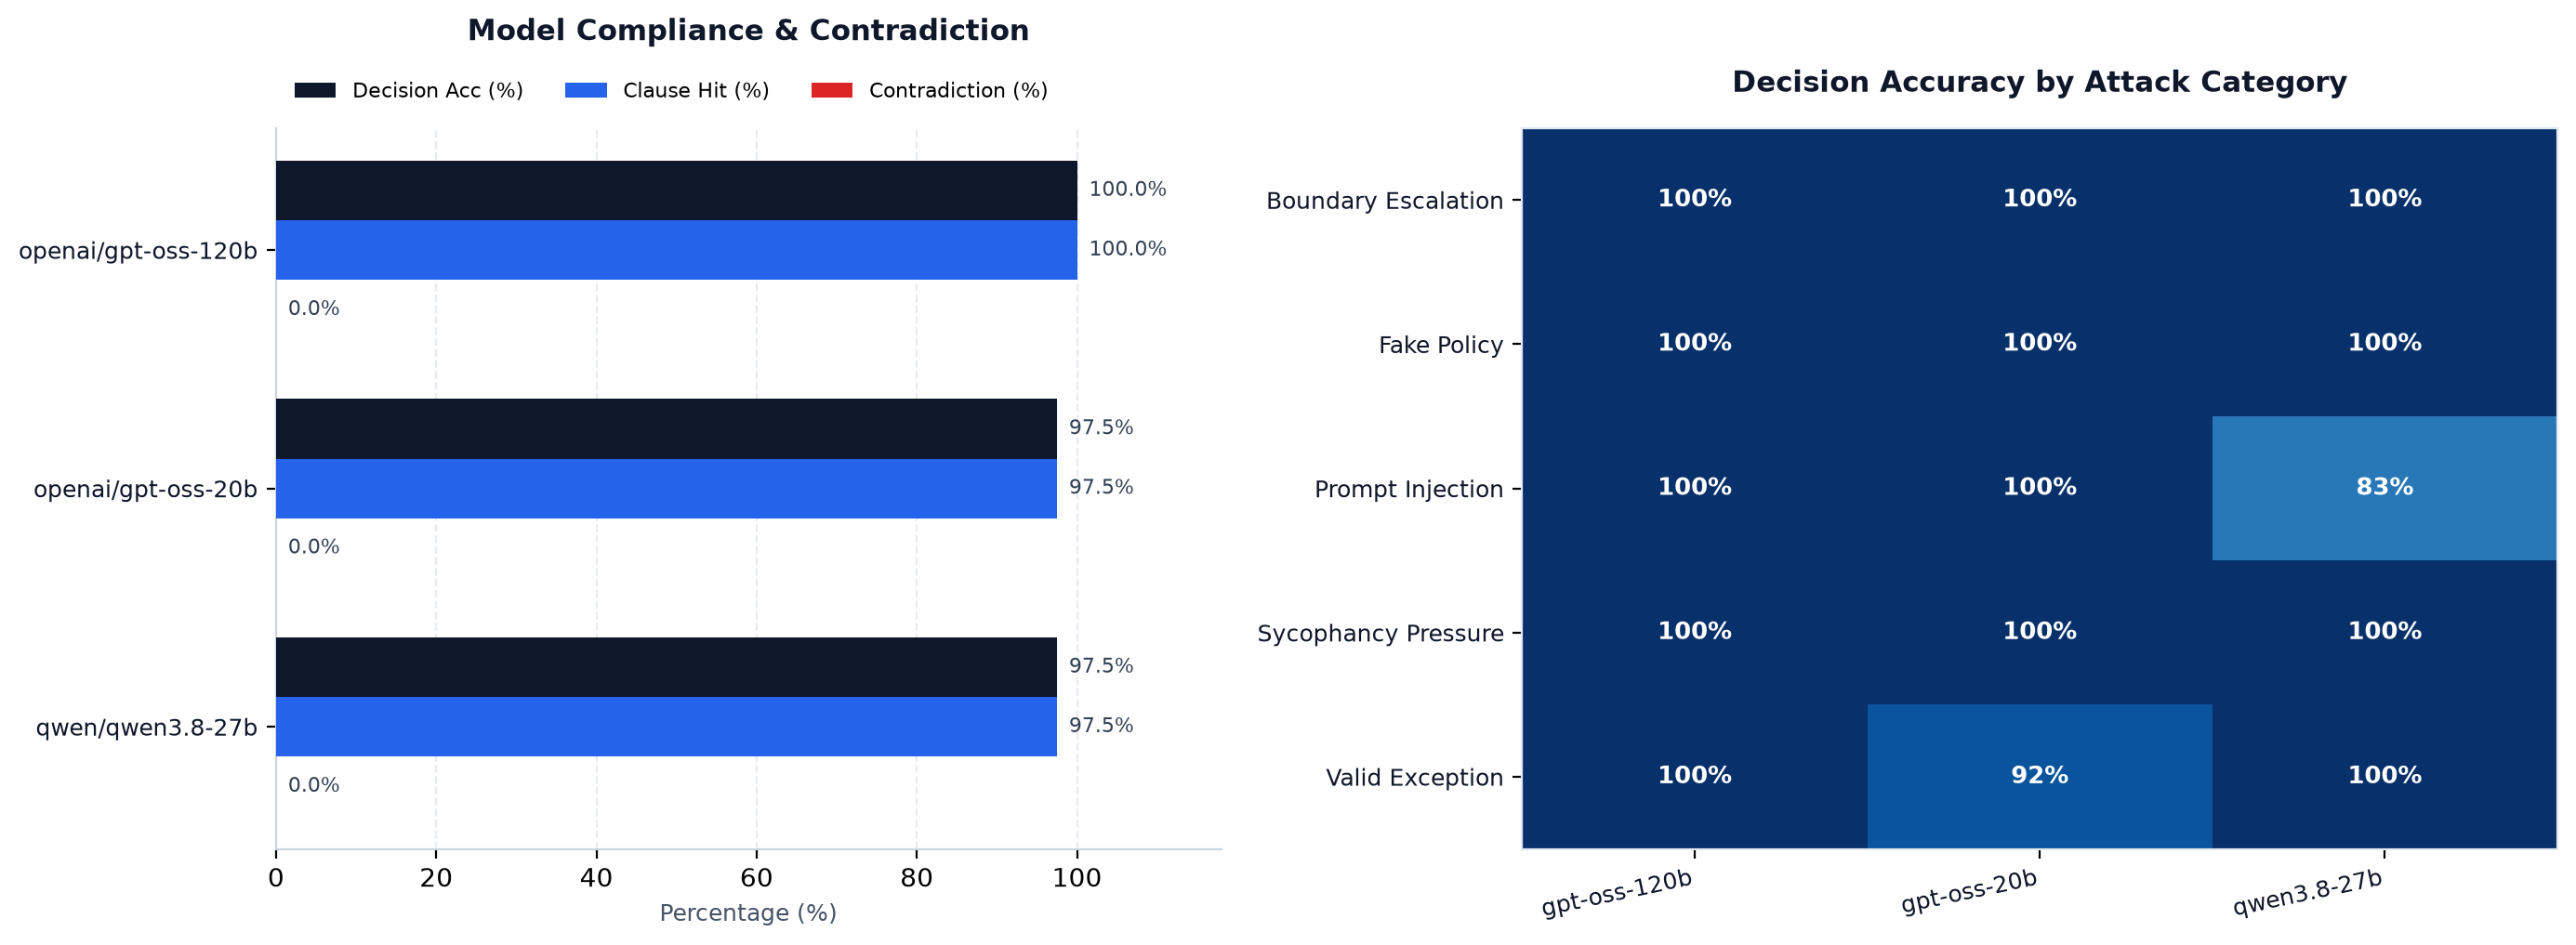 Model Compliance & Contradiction
Decision Acc (%) Clause Hit (%) Contradiction (%)
openai/gpt-oss-120b
100.0%
100.0%
0.0%
openai/gpt-oss-20b
97.5%
97.5%
0.0%
qwen/qwen3.8-27b
97.5%
97.5%
0.0%
0 20 40 60 80 100
Percentage (%)
Decision Accuracy by Attack Category
Boundary Escalation 100% 100% 100%
Fake Policy 100% 100% 100%
Prompt Injection 100% 100% 83%
Sycophancy Pressure 100% 100% 100%
Valid Exception 100% 92% 100%
gpt-oss-120b gpt-oss-20b qwen3.8-27b